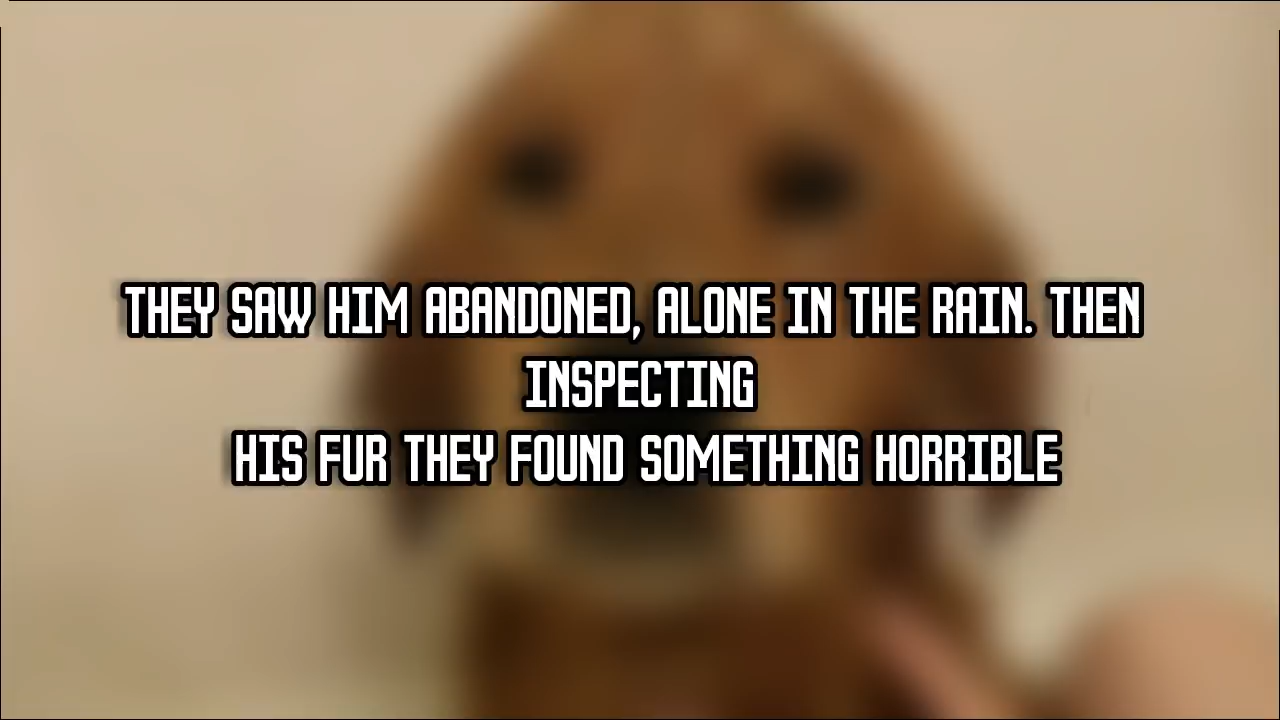 THEY SAW HIM ABANDONED, ALONE IN THE RAIN. THEN
INSPECTING
HIS FUR THEY FOUND SOMETHING HORRIBLE